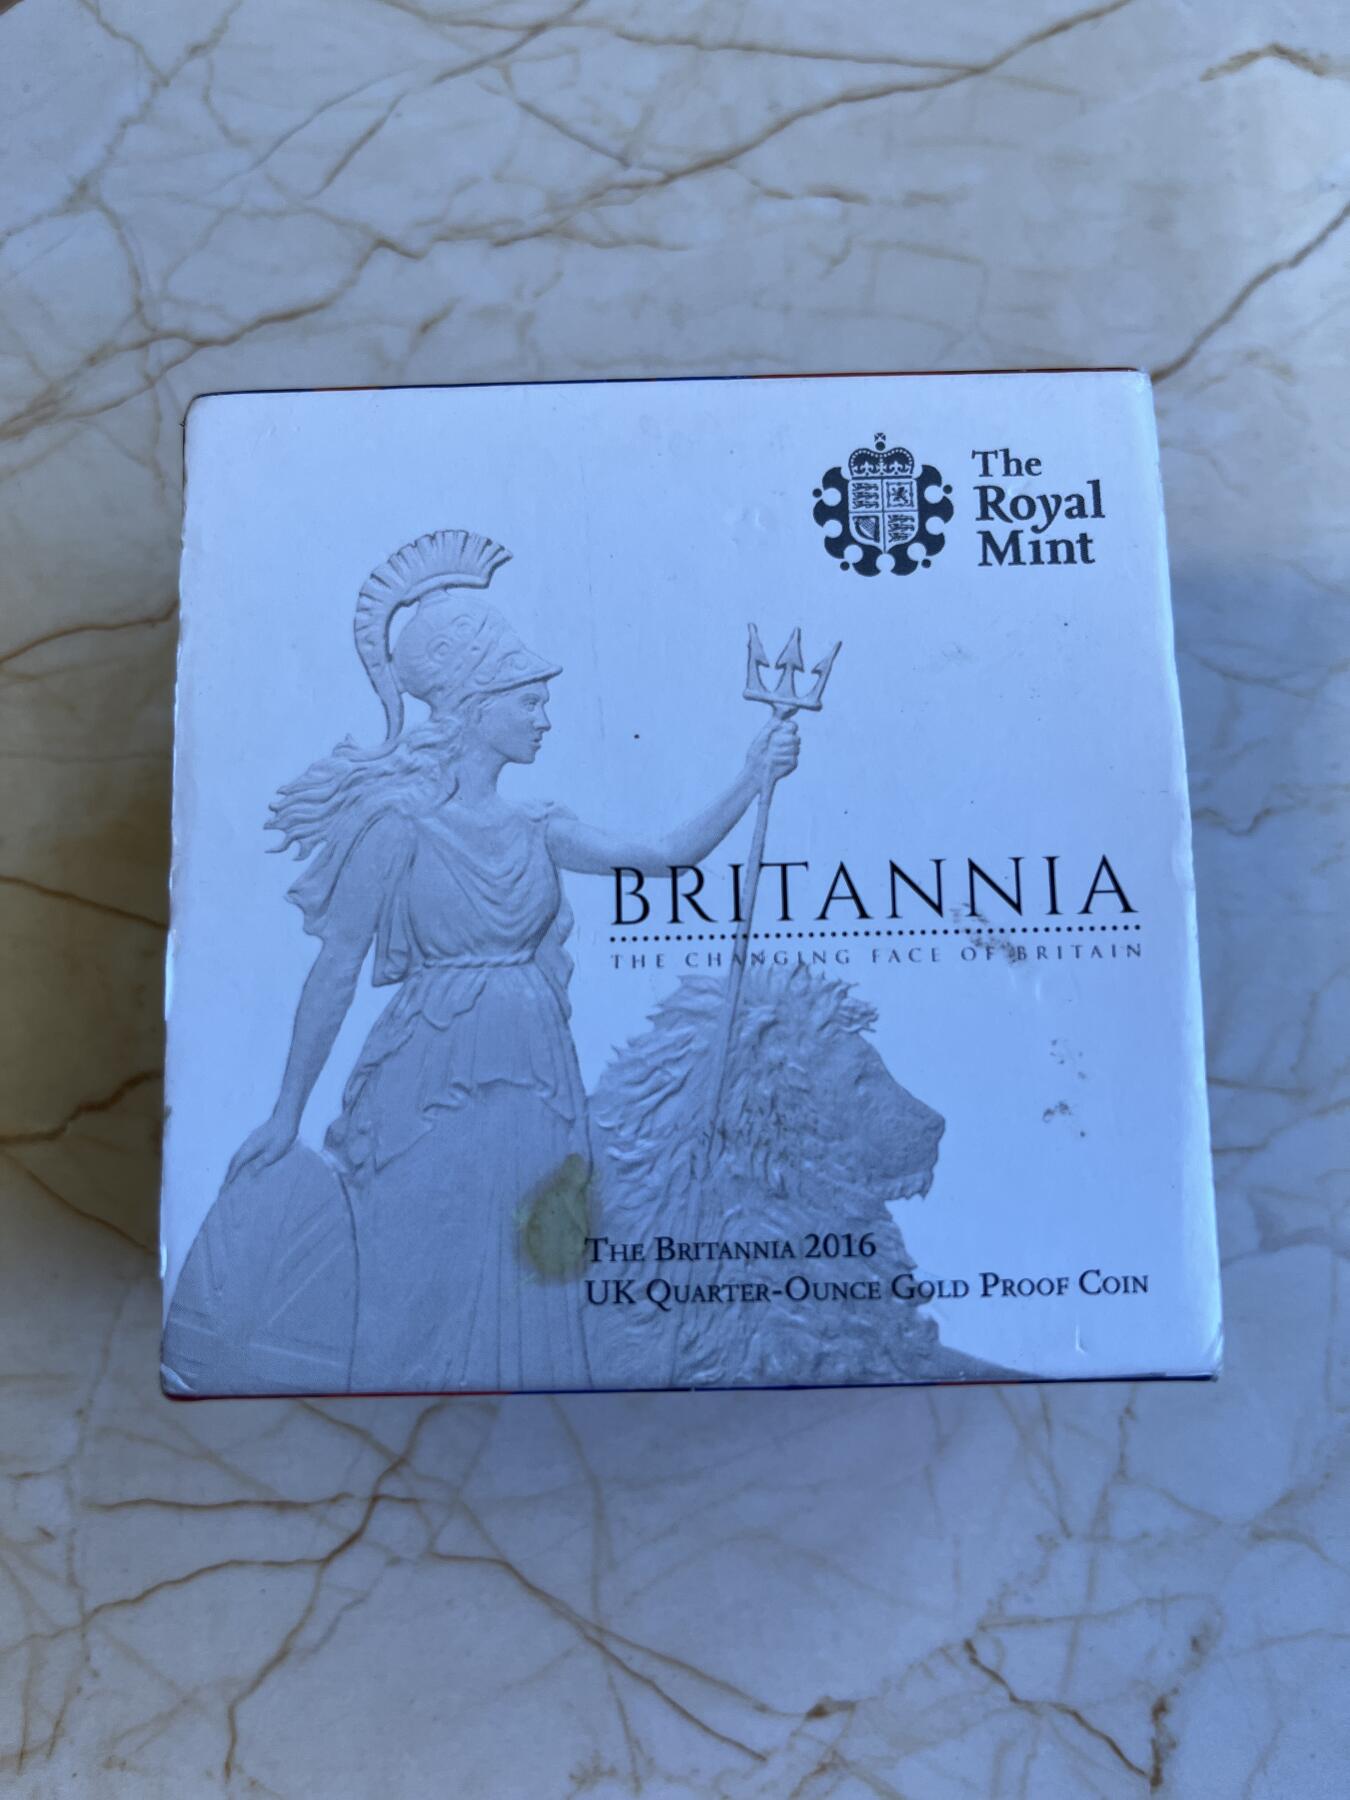 The
Royal
Mint
BRITANNIA
THE CHANGING FACE OF BRITAIN
THE BRITANNIA 2016
UK QUARTER-OUNCE GOLD PROOF COIN